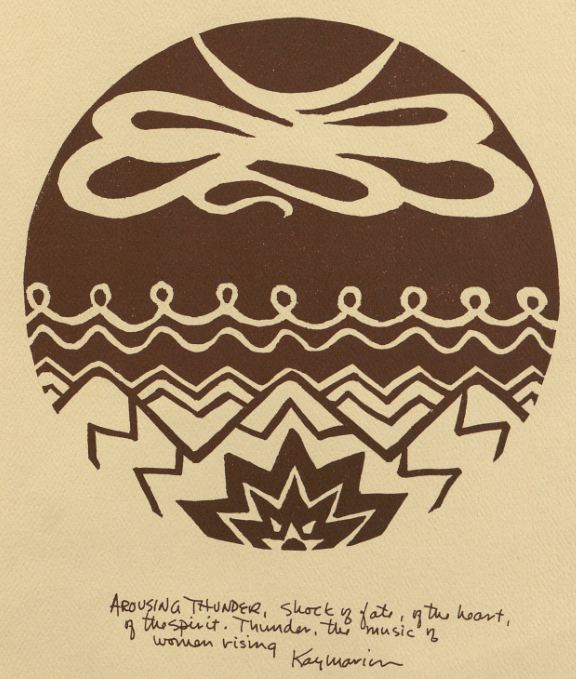 AROUSING THUNDER, Shock of fate, of the heart,
of the spirit. Thunder, the music of
women rising
Kaymarion